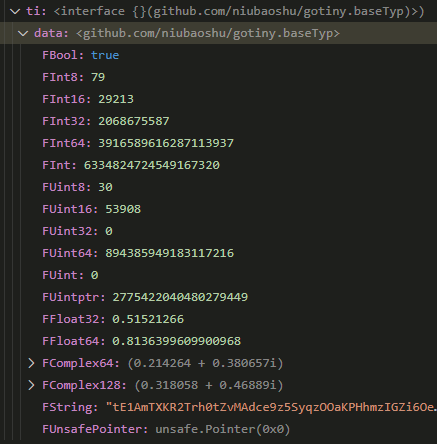 ti: <interface {}(github.com/niubaoshu/gotiny.baseTyp)>)
data: <github.com/niubaoshu/gotiny.baseTyp>
FBool: true
FInt8: 79
FInt16: 29213
FInt32: 2068675587
FInt64: 3916589616287113937
FInt: 6334824724549167320
FUint8: 30
FUint16: 53908
FUint32: 0
FUint64: 894385949183117216
FUint: 0
FUintptr: 2775422040480279449
FFloat32: 0.51521266
FFloat64: 0.8136399609900968
FComplex64: (0.214264 + 0.380657i)
FComplex128: (0.318058 + 0.46889i)
FString: "tE1AmTXKR2Trh0tZvMAdce9z5SyqzOOaKPHhmzIGZi6Oe…
FUnsafePointer: unsafe.Pointer(0x0)